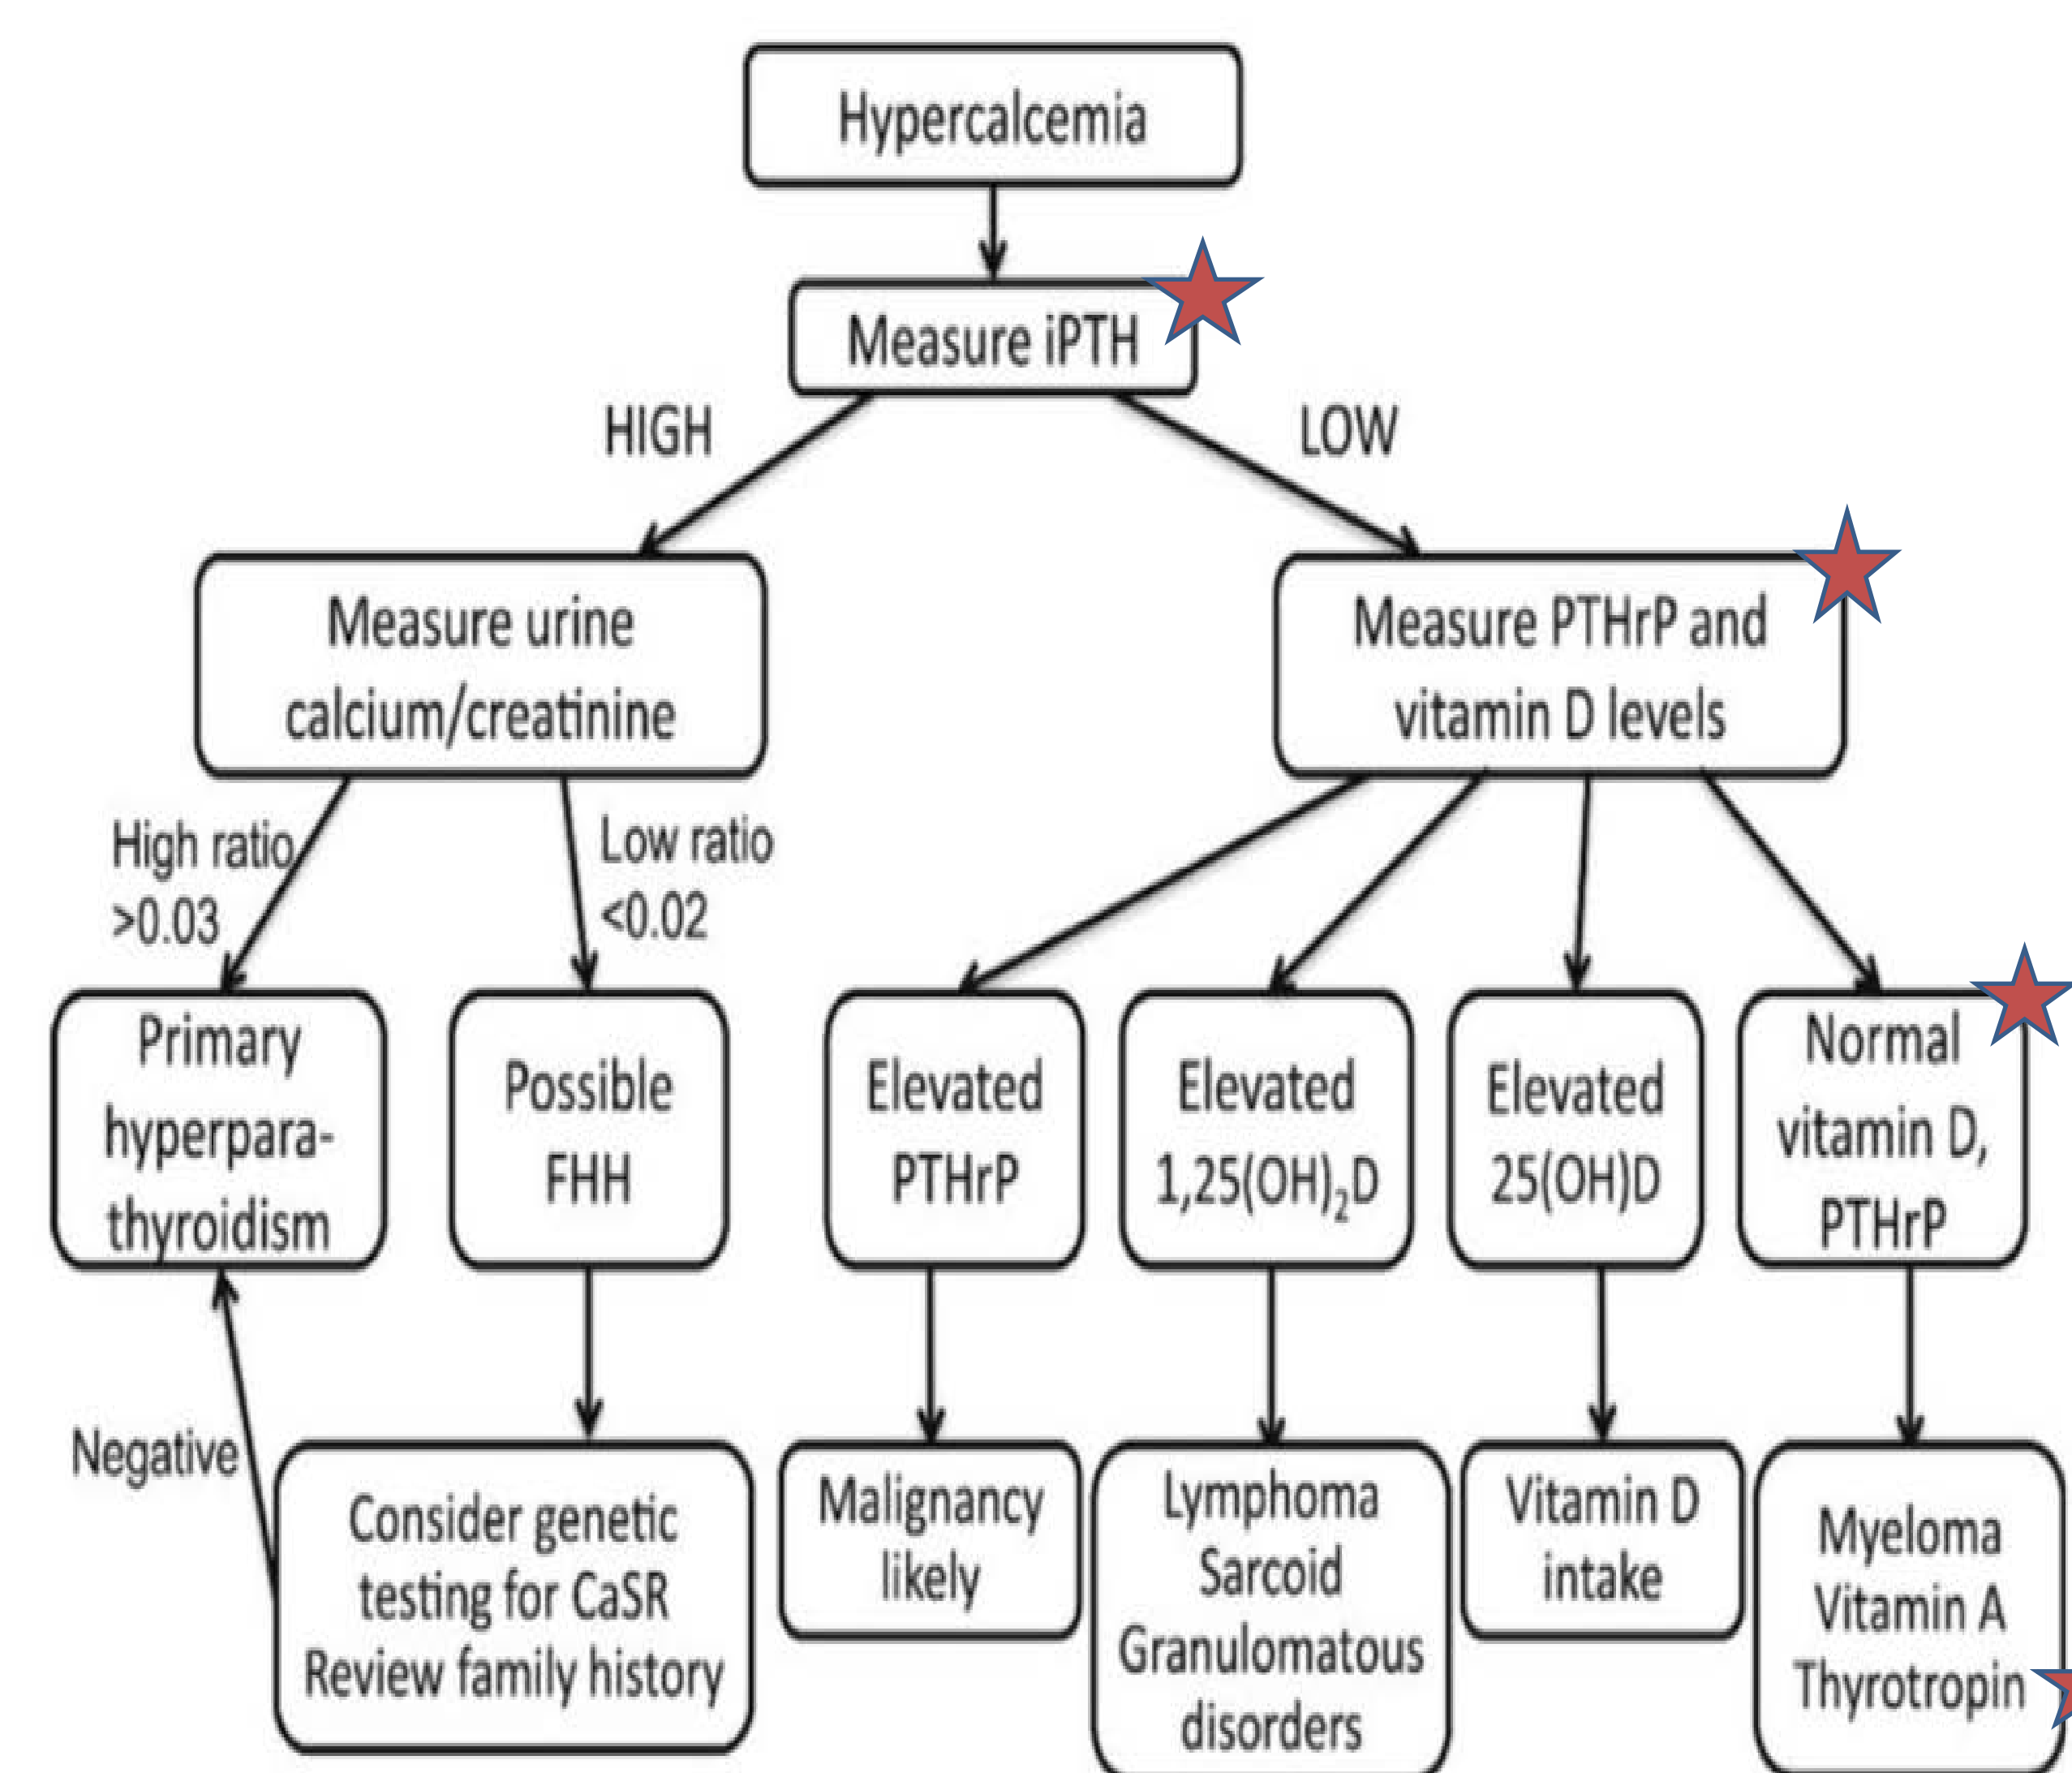 Hypercalcemia
Measure iPTH
HIGH
LOW
Measure urine
calcium/creatinine
Measure PTHrP and
vitamin D levels
High ratio
>0.03
Low ratio
<0.02
Primary
hyperpara-
thyroidism
Possible
FHH
Elevated
PTHrP
Elevated
1,25(OH)₂D
Elevated
25(OH)D
Normal
vitamin D,
PTHrP
Negative
Consider genetic
testing for CaSR
Review family history
Malignancy
likely
Lymphoma
Sarcoid
Granulomatous
disorders
Vitamin D
intake
Myeloma
Vitamin A
Thyrotropin